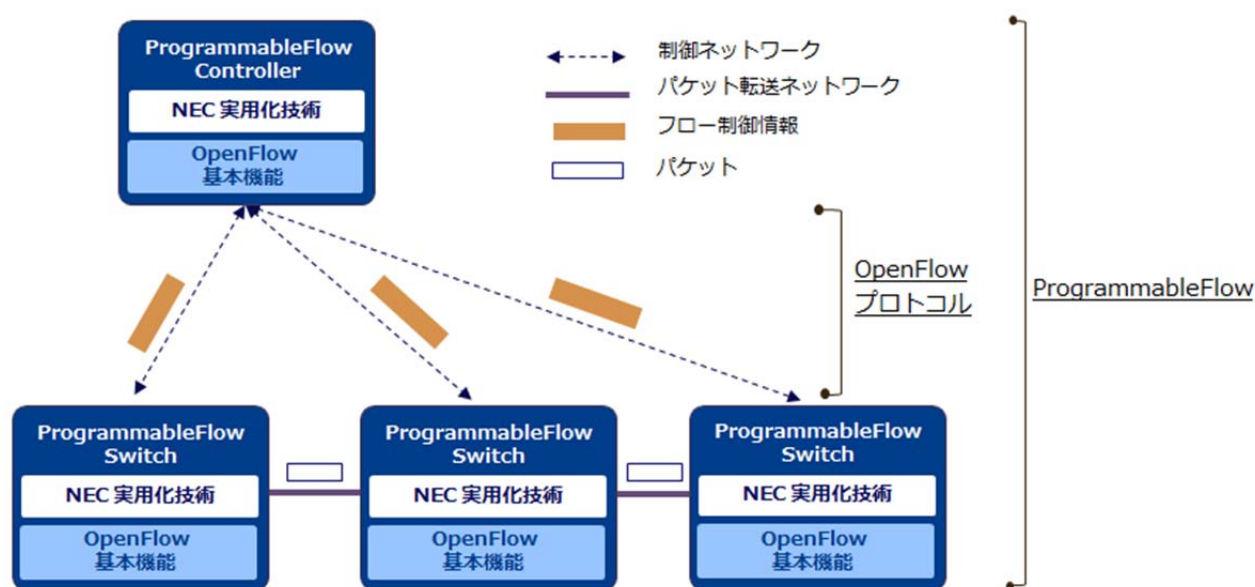 ProgrammableFlow
Controller
NEC 実用化技術
OpenFlow
基本機能
制御ネットワーク
パケット転送ネットワーク
フロー制御情報
パケット
OpenFlow
プロトコル
ProgrammableFlow
ProgrammableFlow
Switch
NEC 実用化技術
OpenFlow
基本機能
ProgrammableFlow
Switch
NEC 実用化技術
OpenFlow
基本機能
ProgrammableFlow
Switch
NEC 実用化技術
OpenFlow
基本機能